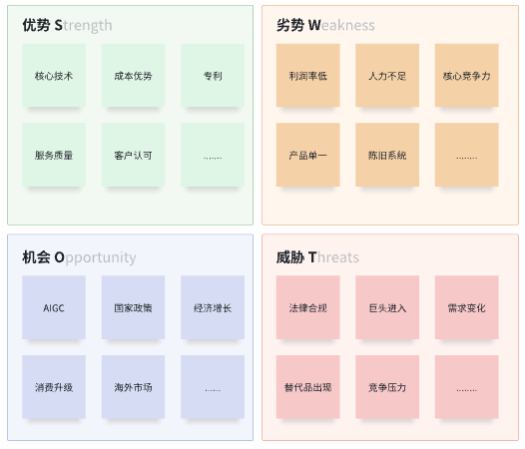 优势 Strength
核心技术
成本优势
专利
服务质量
客户认可
.......
劣势 Weakness
利润率低
人力不足
核心竞争力
产品单一
陈旧系统
........
机会 Opportunity
AIGC
国家政策
经济增长
消费升级
海外市场
......
威胁 Threats
法律合规
巨头进入
需求变化
替代品出现
竞争压力
........